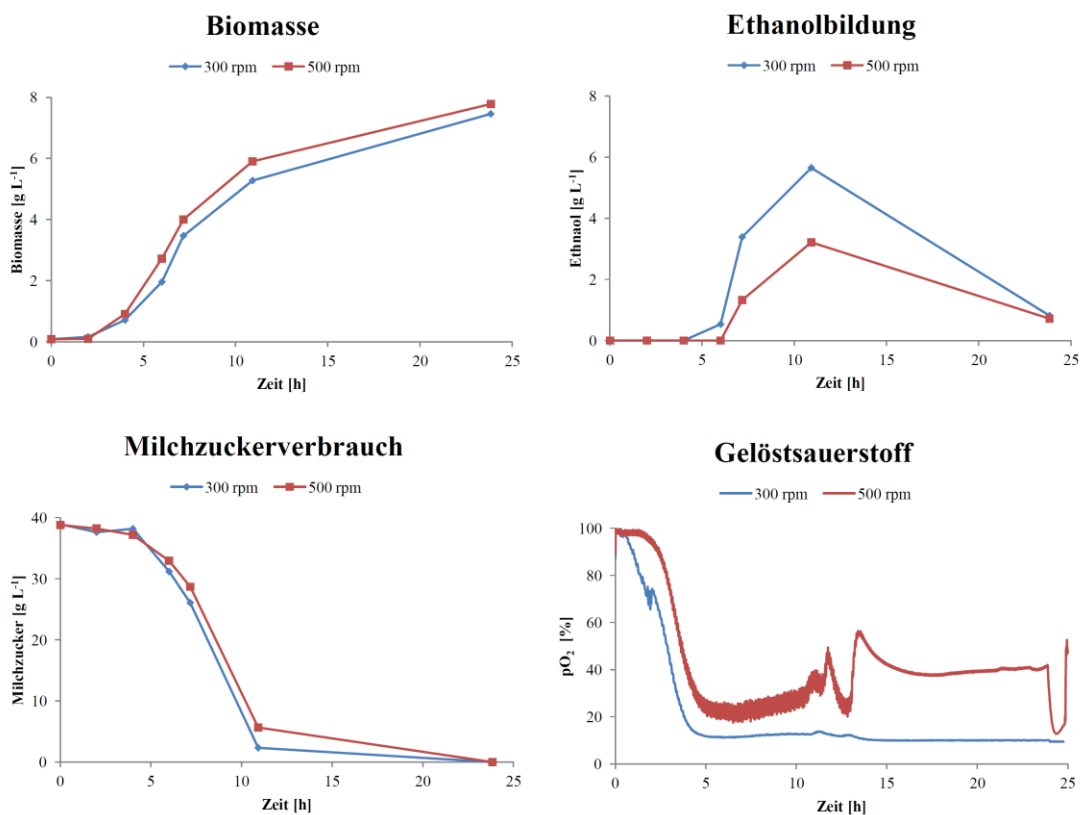 Biomasse
300 rpm 500 rpm
8
6
4
2
0
0 5 10 15 20 25
Biomasse [g L⁻¹]
Zeit [h]
Ethanolbildung
300 rpm 500 rpm
8
6
4
2
0
0 5 10 15 20 25
Ethnaol [g L⁻¹]
Zeit [h]
Milchzuckerverbrauch
300 rpm 500 rpm
40
30
20
10
0
0 5 10 15 20 25
Milchzucker [g L⁻¹]
Zeit [h]
Gelöstsauerstoff
300 rpm 500 rpm
100
80
60
40
20
0
0 5 10 15 20 25
pO₂ [%]
Zeit [h]